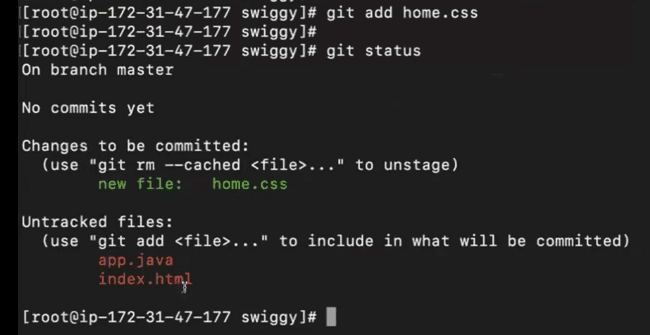 [root@ip-172-31-47-177 swiggy]# git add home.css
[root@ip-172-31-47-177 swiggy]#
[root@ip-172-31-47-177 swiggy]# git status
On branch master
No commits yet
Changes to be committed:
  (use "git rm --cached <file>..." to unstage)
        new file:   home.css
Untracked files:
  (use "git add <file>..." to include in what will be committed)
        app.java
        index.html
[root@ip-172-31-47-177 swiggy]#